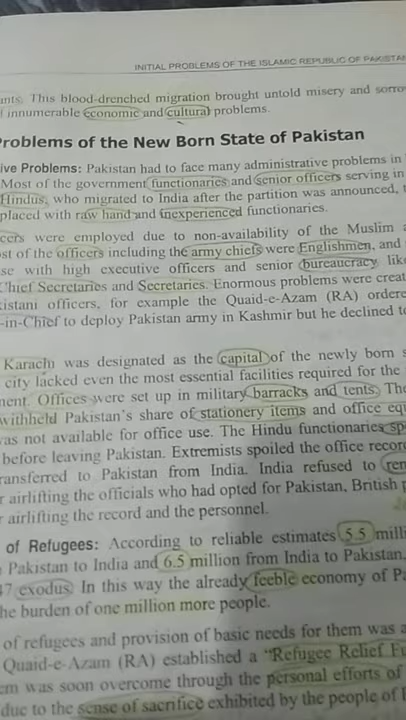 INITIAL PROBLEMS OF THE ISLAMIC REPUBLIC OF PAKISTAN
ants. This blood-drenched migration brought untold misery and sorro
innumerable economic and cultural problems.
Problems of the New Born State of Pakistan
ive Problems: Pakistan had to face many administrative problems in
Most of the government functionaries and senior officers serving in
Hindus, who migrated to India after the partition was announced, t
placed with raw hand and inexperienced functionaries.
cers were employed due to non-availability of the Muslim a
st of the officers including the army chiefs were Englishmen, and
se with high executive officers and senior bureaucracy like
Chief Secretaries and Secretaries. Enormous problems were creat
kistani officers, for example the Quaid-e-Azam (RA) ordere
-in-Chief to deploy Pakistan army in Kashmir but he declined to
Karachi was designated as the capital of the newly born s
city lacked even the most essential facilities required for the
ment. Offices were set up in military barracks and tents. The
withheld Pakistan's share of stationery items and office equ
was not available for office use. The Hindu functionaries sp
before leaving Pakistan. Extremists spoiled the office record
ransferred to Pakistan from India. India refused to ren
r airlifting the officials who had opted for Pakistan, British
r airlifting the record and the personnel.
of Refugees: According to reliable estimates 5.5 milli
Pakistan to India and 6.5 million from India to Pakistan,
47 exodus. In this way the already feeble economy of Pa
he burden of one million more people.
of refugees and provision of basic needs for them was a
Quaid-e-Azam (RA) established a "Refugee Relief Fu
em was soon overcome through the personal efforts of
due to the sense of sacrifice exhibited by the people of